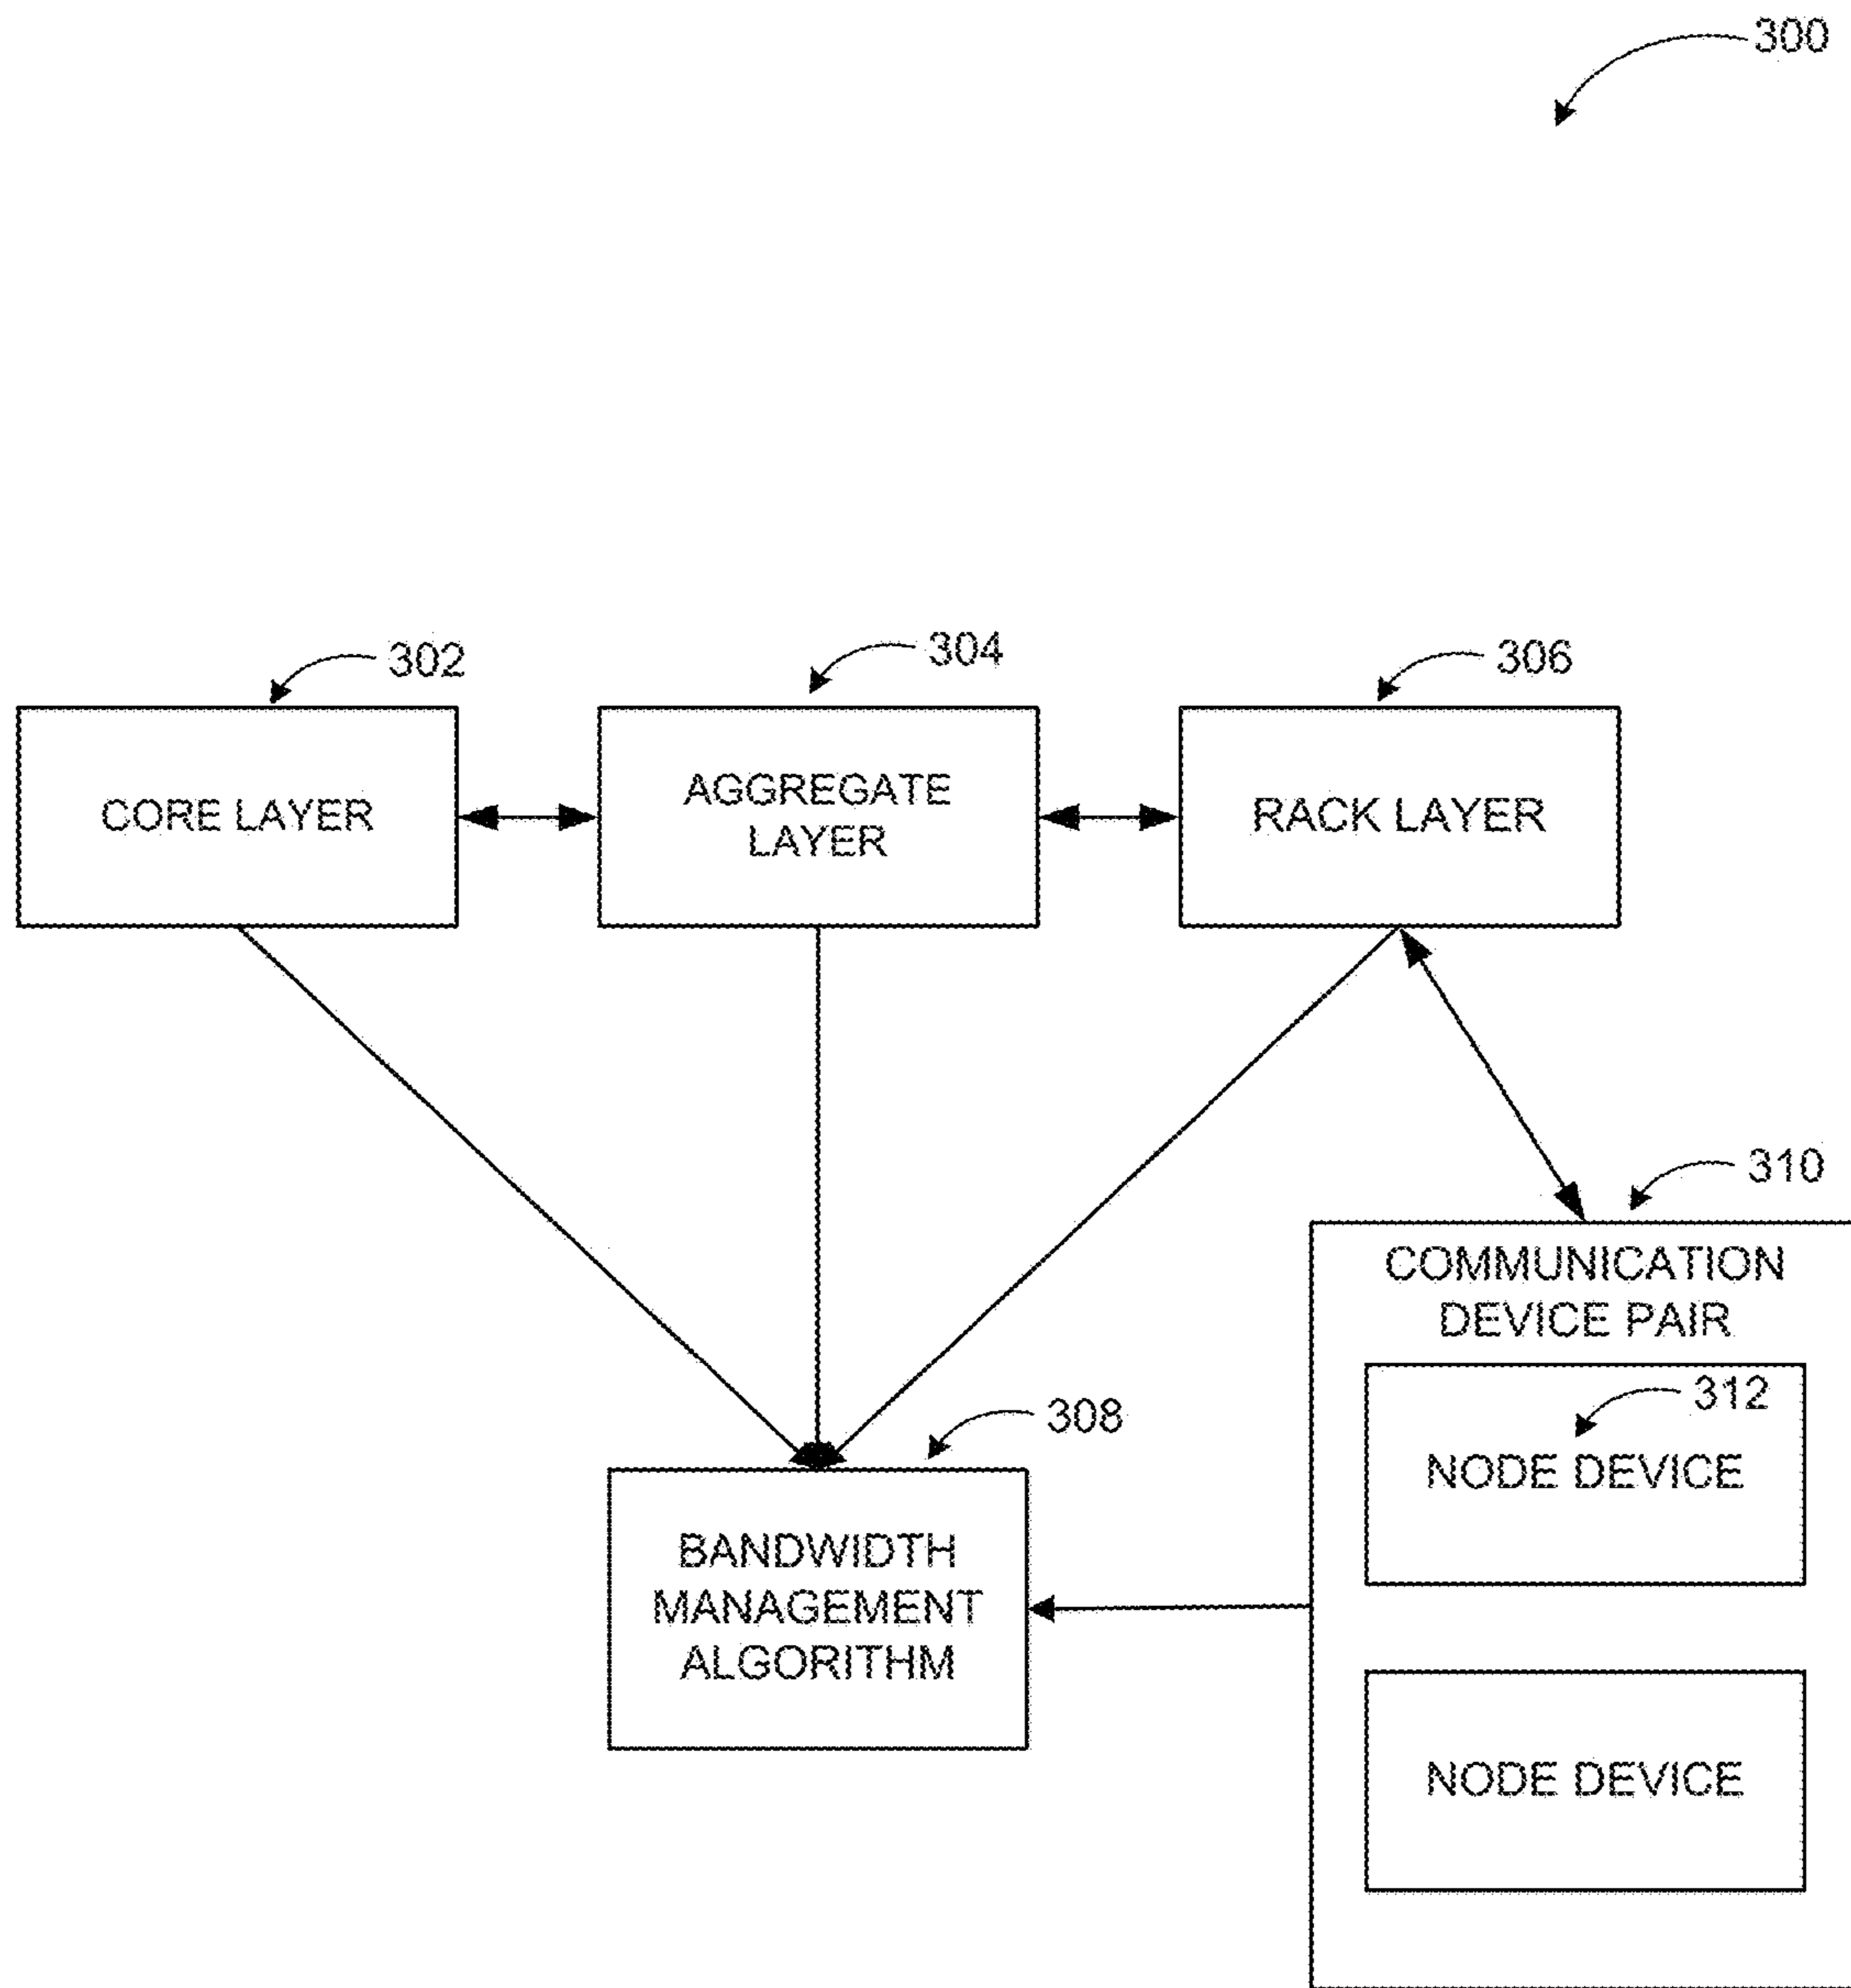 300
302
304
306
CORE LAYER
AGGREGATE
LAYER
RACK LAYER
310
COMMUNICATION
DEVICE PAIR
312
NODE DEVICE
308
BANDWIDTH
MANAGEMENT
ALGORITHM
NODE DEVICE